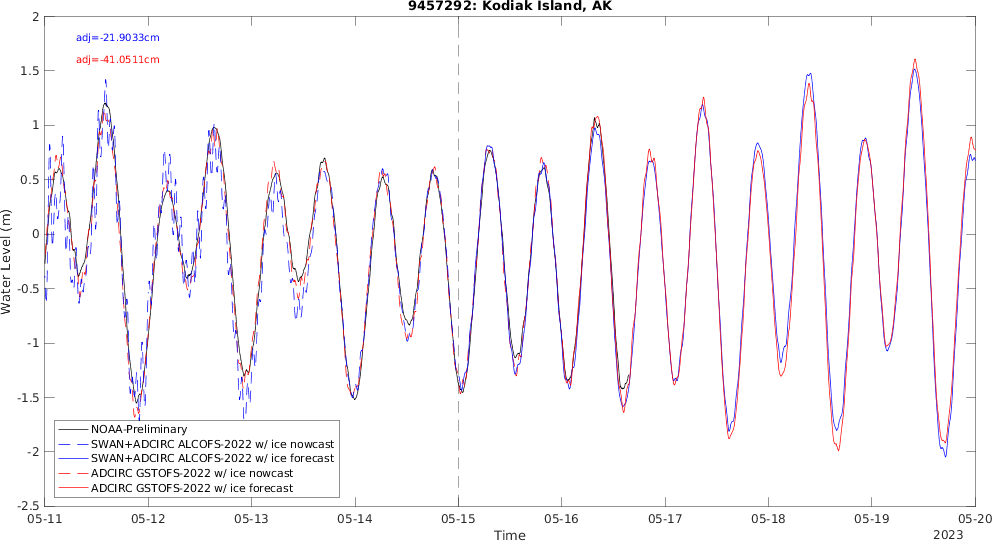 9457292: Kodiak Island, AK
adj=-21.9033cm
adj=-41.0511cm
Water Level (m)
2
1.5
1
0.5
0
-0.5
-1
-1.5
-2
-2.5
NOAA-Preliminary
SWAN+ADCIRC ALCOFS-2022 w/ ice nowcast
SWAN+ADCIRC ALCOFS-2022 w/ ice forecast
ADCIRC GSTOFS-2022 w/ ice nowcast
ADCIRC GSTOFS-2022 w/ ice forecast
05-11 05-12 05-13 05-14 05-15 05-16 05-17 05-18 05-19 05-20
Time
2023